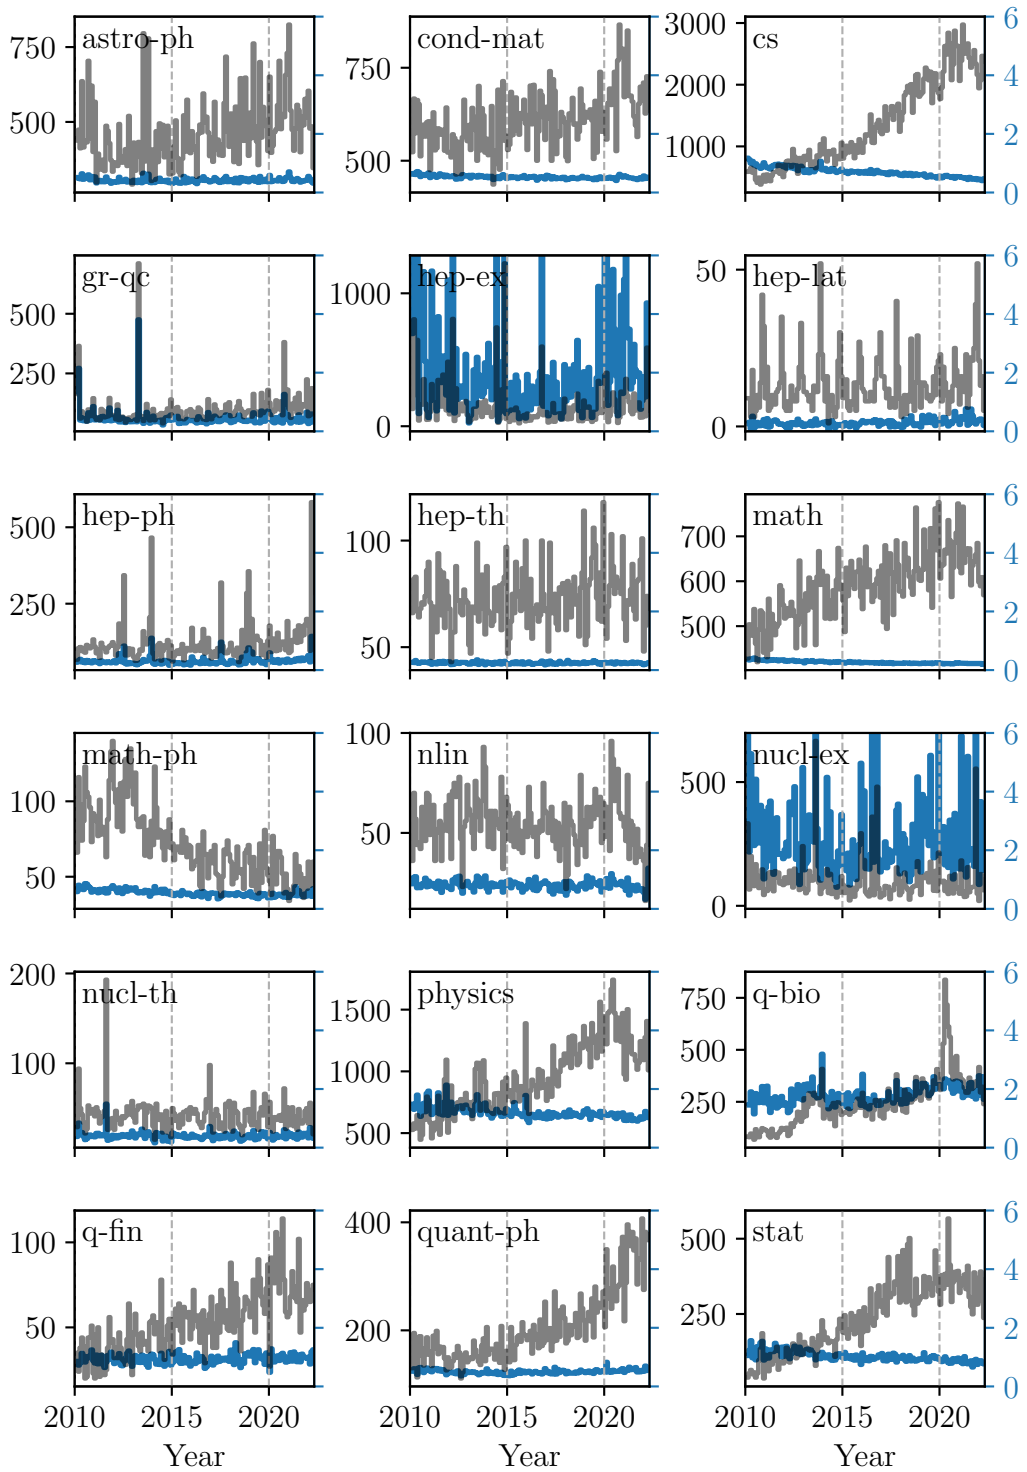 astro-ph
750
500
cond-mat
750
500
cs
3000
2000
1000
6
4
2
0
gr-qc
500
250
hep-ex
1000
0
hep-lat
50
0
6
4
2
0
hep-ph
500
250
hep-th
100
50
math
700
600
500
6
4
2
0
math-ph
100
50
nlin
100
50
nucl-ex
500
0
6
4
2
0
nucl-th
200
100
physics
1500
1000
500
q-bio
750
500
250
6
4
2
0
q-fin
100
50
quant-ph
400
200
stat
500
250
6
4
2
0
2010 2015 2020
2010 2015 2020
2010 2015 2020
Year
Year
Year